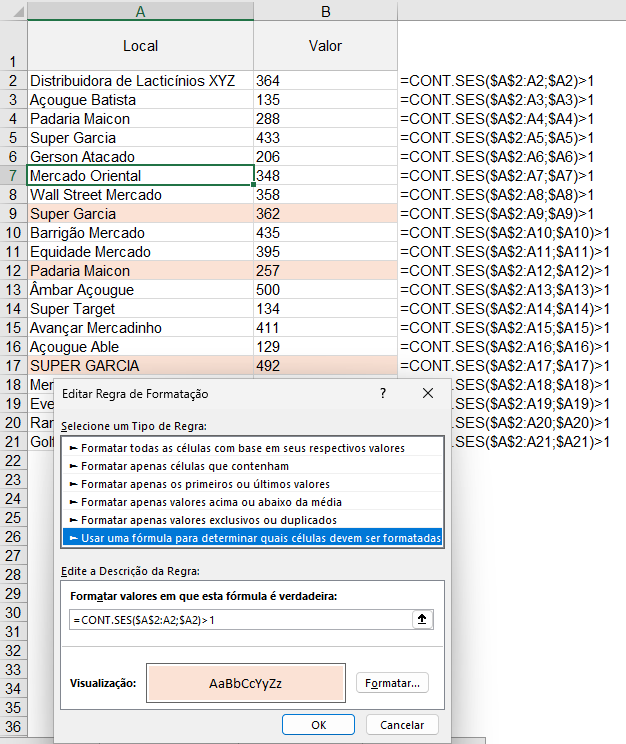 A B
1 Local Valor
2 Distribuidora de Lacticínios XYZ 364 =CONT.SES($A$2:A2;$A2)>1
3 Açougue Batista 135 =CONT.SES($A$2:A3;$A3)>1
4 Padaria Maicon 288 =CONT.SES($A$2:A4;$A4)>1
5 Super Garcia 433 =CONT.SES($A$2:A5;$A5)>1
6 Gerson Atacado 206 =CONT.SES($A$2:A6;$A6)>1
7 Mercado Oriental 348 =CONT.SES($A$2:A7;$A7)>1
8 Wall Street Mercado 358 =CONT.SES($A$2:A8;$A8)>1
9 Super Garcia 362 =CONT.SES($A$2:A9;$A9)>1
10 Barrigão Mercado 435 =CONT.SES($A$2:A10;$A10)>1
11 Equidade Mercado 395 =CONT.SES($A$2:A11;$A11)>1
12 Padaria Maicon 257 =CONT.SES($A$2:A12;$A12)>1
13 Âmbar Açougue 500 =CONT.SES($A$2:A13;$A13)>1
14 Super Target 134 =CONT.SES($A$2:A14;$A14)>1
15 Avançar Mercadinho 411 =CONT.SES($A$2:A15;$A15)>1
16 Açougue Able 129 =CONT.SES($A$2:A16;$A16)>1
17 SUPER GARCIA 492 =CONT.SES($A$2:A17;$A17)>1
18 Mer .SES($A$2:A18;$A18)>1
19 Eve .SES($A$2:A19;$A19)>1
20 Ran .SES($A$2:A20;$A20)>1
21 Golf .SES($A$2:A21;$A21)>1
22
23
24
25
26
27
28
29
30
31
32
33
34
35
36
Editar Regra de Formatação ?
Selecione um Tipo de Regra:
► Formatar todas as células com base em seus respectivos valores
► Formatar apenas células que contenham
► Formatar apenas os primeiros ou últimos valores
► Formatar apenas valores acima ou abaixo da média
► Formatar apenas valores exclusivos ou duplicados
► Usar uma fórmula para determinar quais células devem ser formatadas
Edite a Descrição da Regra:
Formatar valores em que esta fórmula é verdadeira:
=CONT.SES($A$2:A2;$A2)>1
Visualização: AaBbCcYyZz Formatar...
OK Cancelar